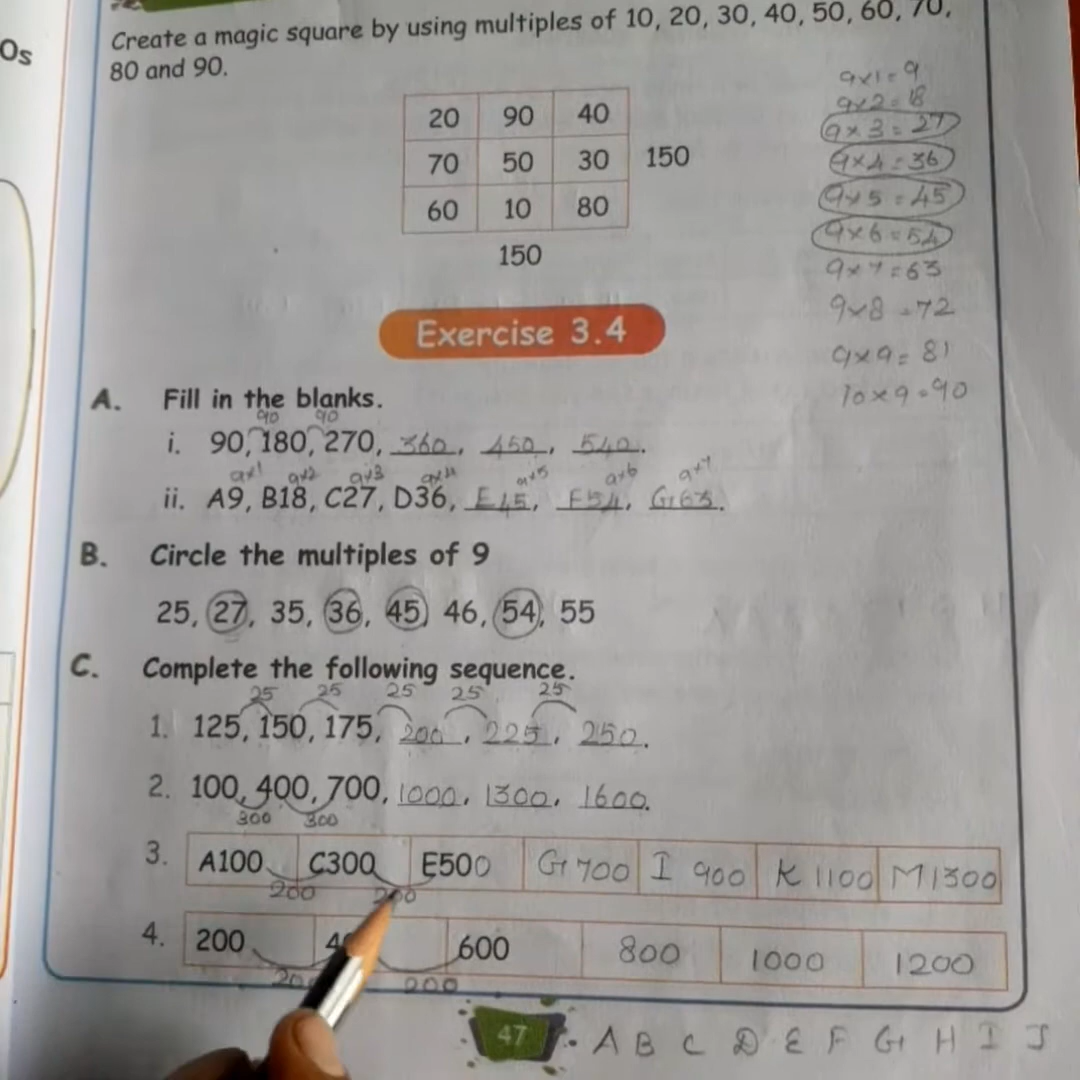 0s
Create a magic square by using multiples of 10, 20, 30, 40, 50, 60, 70,
80 and 90.
20 90 40
70 50 30 150
60 10 80
150
9×1=9
9×2=18
9×3=27
9×4=36
9×5=45
9×6=54
9×7=63
9×8=72
9×9=81
10×9=90
Exercise 3.4
A. Fill in the blanks.
90 90
i. 90, 180, 270, 360, 450, 540.
9×1 9×2 9×3 9×4 9×5 9×6 9×7
ii. A9, B18, C27, D36, E45, F54, G63.
B. Circle the multiples of 9
25, 27, 35, 36, 45, 46, 54, 55
C. Complete the following sequence.
25 25 25 25 25
1. 125, 150, 175, 200, 225, 250.
2. 100, 400, 700, 1000, 1300, 1600.
300 300
3. A100 C300 E500 G700 I 900 K1100 M1300
200 200
4. 200 600 800 1000 1200
200
47
A B C D E F G H I J